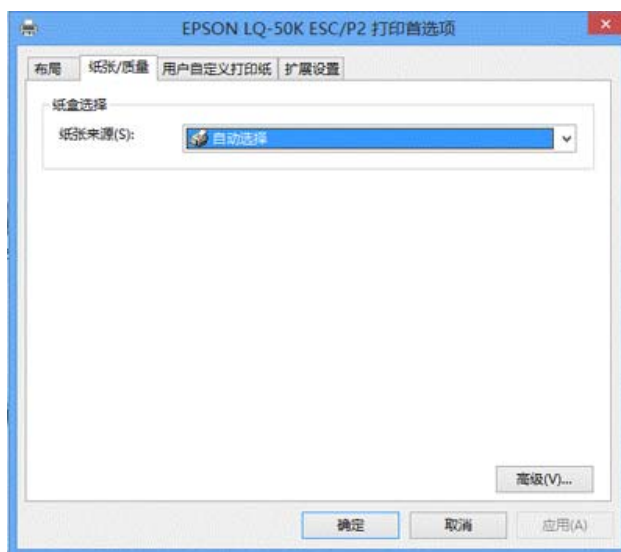 EPSON LQ-50K ESC/P2 打印首选项
布局 纸张/质量 用户自定义打印纸 扩展设置
纸盒选择
纸张来源(S): 自动选择
高级(V)...
确定 取消 应用(A)